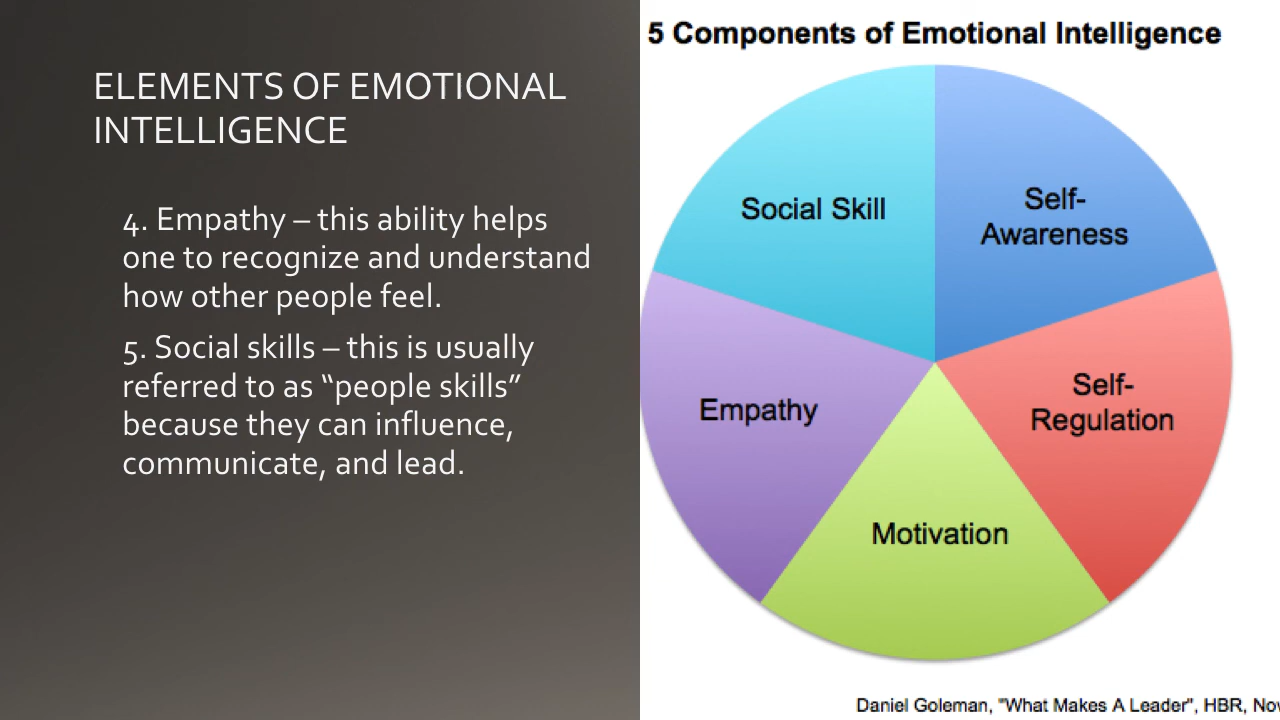 ELEMENTS OF EMOTIONAL
INTELLIGENCE
4. Empathy – this ability helps
one to recognize and understand
how other people feel.
5. Social skills – this is usually
referred to as “people skills”
because they can influence,
communicate, and lead.
5 Components of Emotional Intelligence
Social Skill
Self-
Awareness
Empathy
Self-
Regulation
Motivation
Daniel Goleman, "What Makes A Leader", HBR, Nov